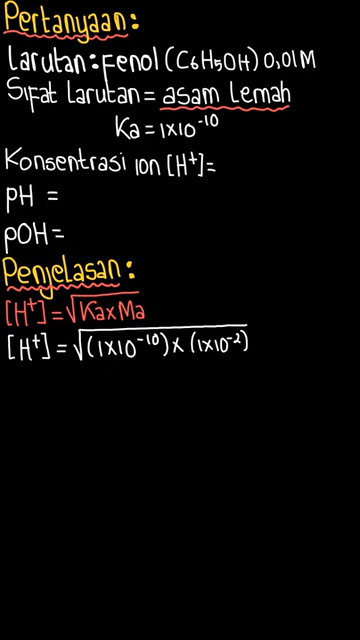 Pertanyaan:
Larutan: Fenol (C6H5OH) 0,01M
Sifat Larutan = asam Lemah
Ka = 1x10⁻¹⁰
Konsentrasi ion [H⁺] =
pH =
pOH =
Penjelasan:
[H⁺] = √Ka x Ma
[H⁺] = √(1x10⁻¹⁰) x (1x10⁻²)